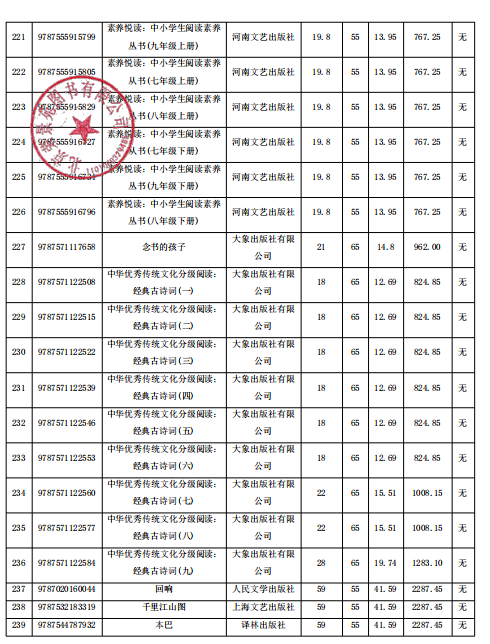 221 9787555915799 素养悦读：中小学生阅读素养丛书(九年级上册) 河南文艺出版社 19.8 55 13.95 767.25 无
222 9787555915805 素养悦读：中小学生阅读素养丛书(七年级上册) 河南文艺出版社 19.8 55 13.95 767.25 无
223 9787555915829 素养悦读：中小学生阅读素养丛书(八年级上册) 河南文艺出版社 19.8 55 13.95 767.25 无
224 素养悦读：中小学生阅读素养丛书(七年级下册) 河南文艺出版社 19.8 55 13.95 767.25 无
225 素养悦读：中小学生阅读素养丛书(九年级下册) 河南文艺出版社 19.8 55 13.95 767.25 无
226 9787555916796 素养悦读：中小学生阅读素养丛书(八年级下册) 河南文艺出版社 19.8 55 13.95 767.25 无
227 9787571117658 念书的孩子 大象出版社有限公司 21 65 14.8 962.00 无
228 9787571122508 中华优秀传统文化分级阅读：经典古诗词(一) 大象出版社有限公司 18 65 12.69 824.85 无
229 9787571122515 中华优秀传统文化分级阅读：经典古诗词(二) 大象出版社有限公司 18 65 12.69 824.85 无
230 9787571122522 中华优秀传统文化分级阅读：经典古诗词(三) 大象出版社有限公司 18 65 12.69 824.85 无
231 9787571122539 中华优秀传统文化分级阅读：经典古诗词(四) 大象出版社有限公司 18 65 12.69 824.85 无
232 9787571122546 中华优秀传统文化分级阅读：经典古诗词(五) 大象出版社有限公司 18 65 12.69 824.85 无
233 9787571122553 中华优秀传统文化分级阅读：经典古诗词(六) 大象出版社有限公司 18 65 12.69 824.85 无
234 9787571122560 中华优秀传统文化分级阅读：经典古诗词(七) 大象出版社有限公司 22 65 15.51 1008.15 无
235 9787571122577 中华优秀传统文化分级阅读：经典古诗词(八) 大象出版社有限公司 22 65 15.51 1008.15 无
236 9787571122584 中华优秀传统文化分级阅读：经典古诗词(九) 大象出版社有限公司 28 65 19.74 1283.10 无
237 9787020160044 回响 人民文学出版社 59 55 41.59 2287.45 无
238 9787532183319 千里江山图 上海文艺出版社 59 55 41.59 2287.45 无
239 9787544787932 本巴 译林出版社 59 55 41.59 2287.45 无